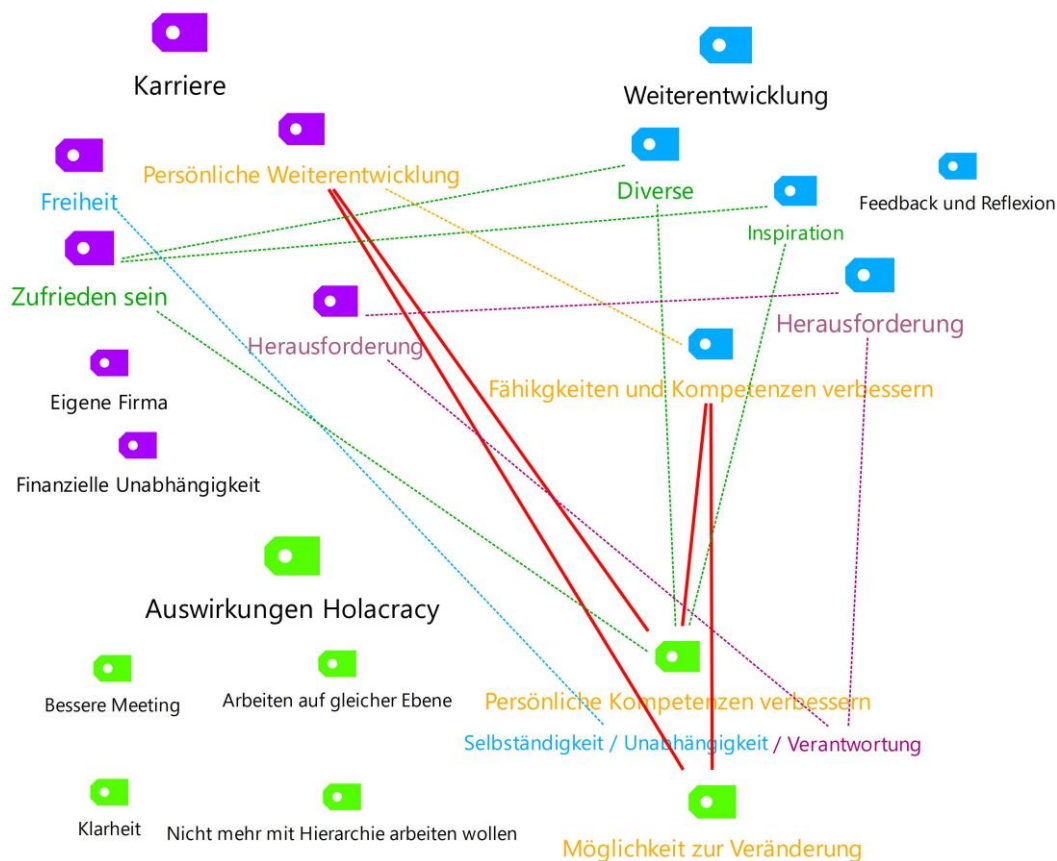 Karriere
Weiterentwicklung
Persönliche Weiterentwicklung
Freiheit
Diverse
Feedback und Reflexion
Inspiration
Zufrieden sein
Herausforderung
Herausforderung
Eigene Firma
Fähikgkeiten und Kompetenzen verbessern
Finanzielle Unabhängigkeit
Auswirkungen Holacracy
Bessere Meeting
Arbeiten auf gleicher Ebene
Persönliche Kompetenzen verbessern
Selbständigkeit / Unabhängigkeit / Verantwortung
Klarheit
Nicht mehr mit Hierarchie arbeiten wollen
Möglichkeit zur Veränderung